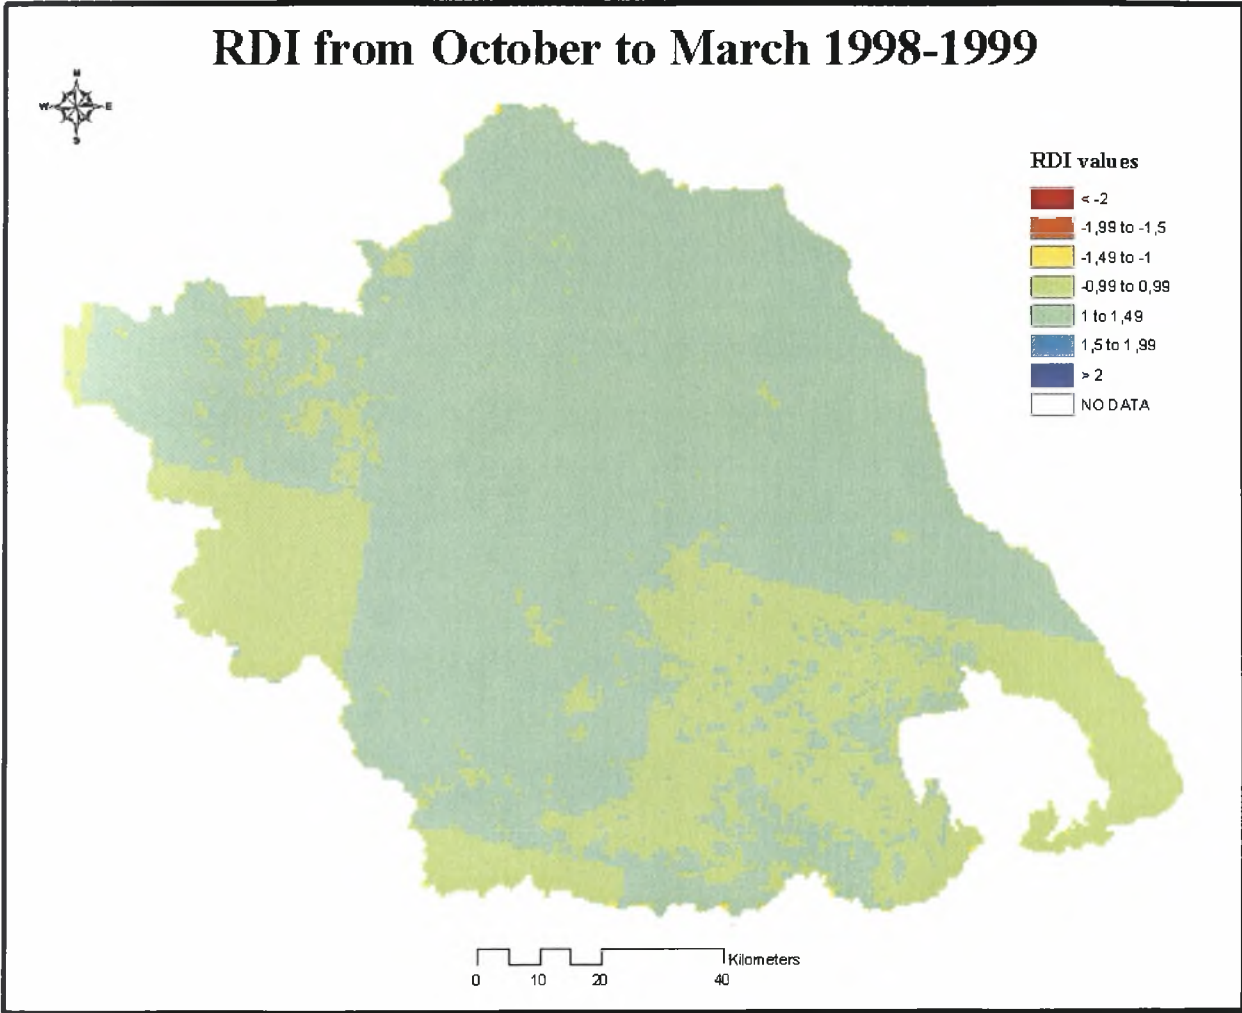 RDI from October to March 1998-1999
N
W E
S
RDI values
< -2
-1,99 to -1,5
-1,49 to -1
-0,99 to 0,99
1 to 1,49
1,5 to 1,99
> 2
NO DATA
Kilometers
0 10 20 40